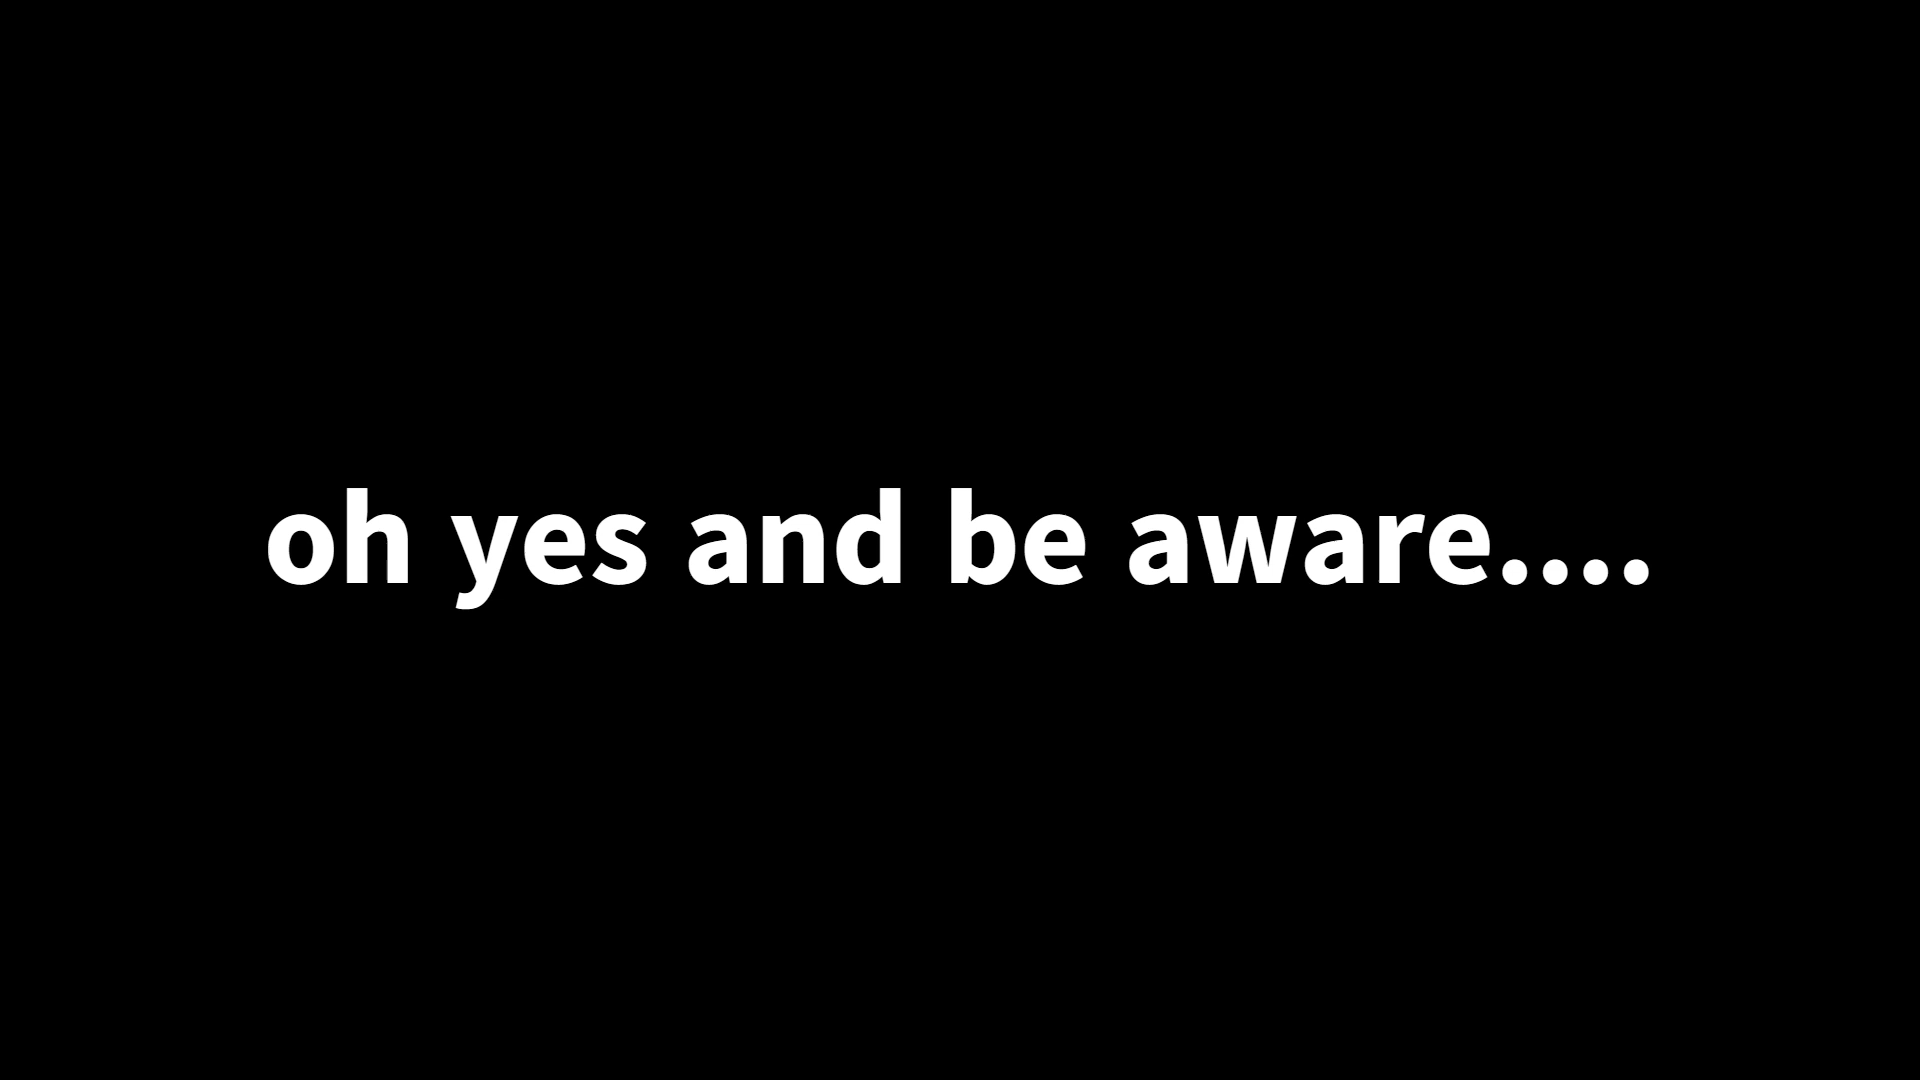 oh yes and be aware....